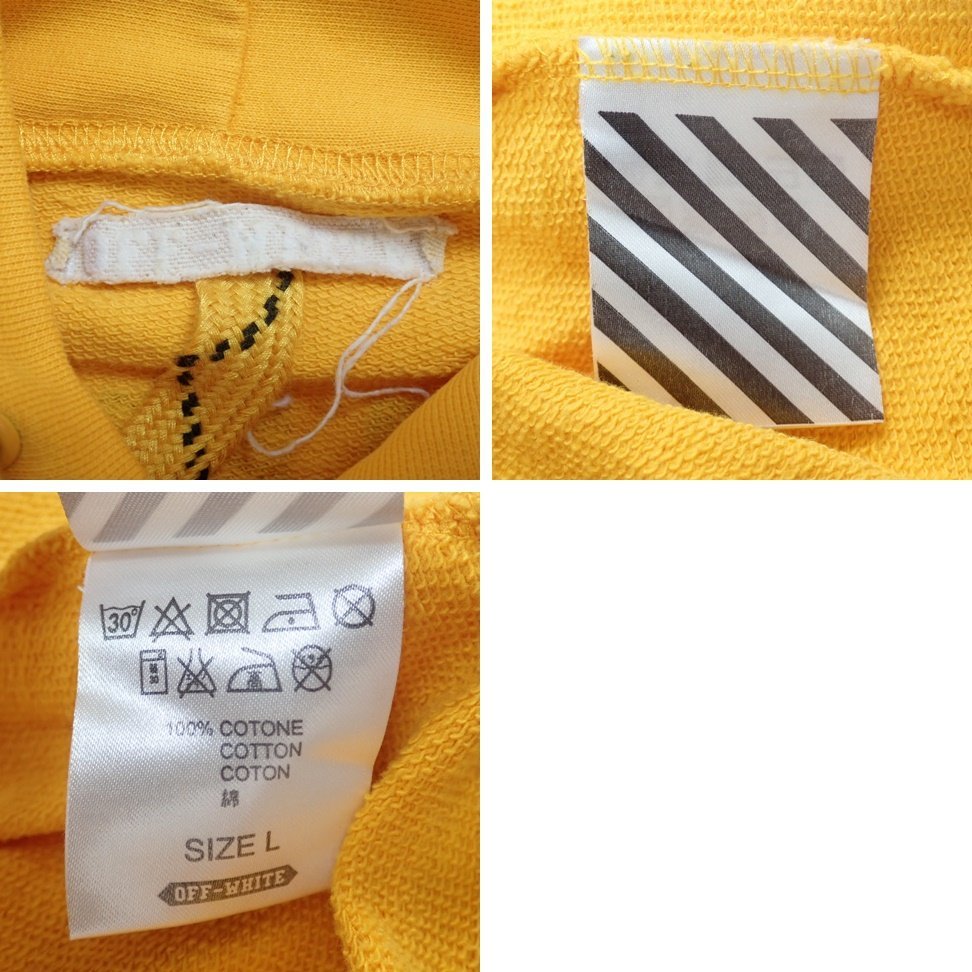 30°
100% COTONE
COTTON
COTON
綿
SIZE L
OFF-WHITE